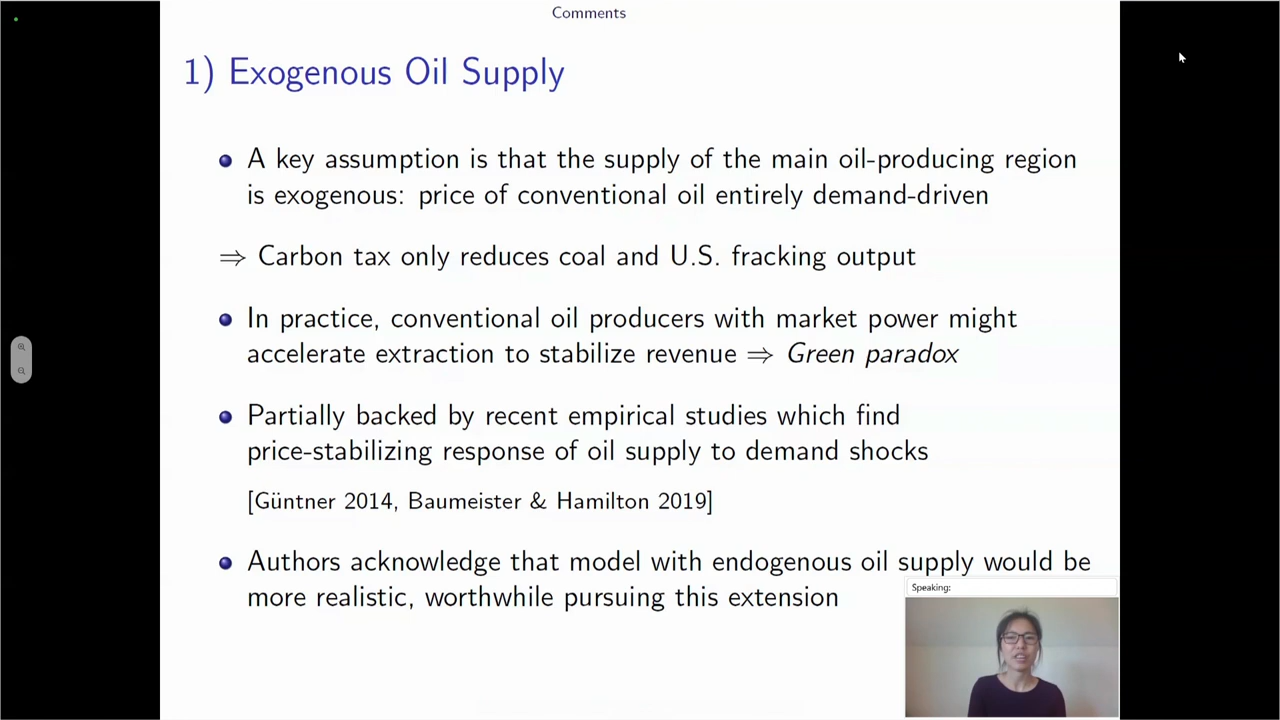 Comments
1) Exogenous Oil Supply
A key assumption is that the supply of the main oil-producing region
is exogenous: price of conventional oil entirely demand-driven
⇒ Carbon tax only reduces coal and U.S. fracking output
In practice, conventional oil producers with market power might
accelerate extraction to stabilize revenue ⇒ Green paradox
Partially backed by recent empirical studies which find
price-stabilizing response of oil supply to demand shocks
[Güntner 2014, Baumeister & Hamilton 2019]
Authors acknowledge that model with endogenous oil supply would be
more realistic, worthwhile pursuing this extension
Speaking: